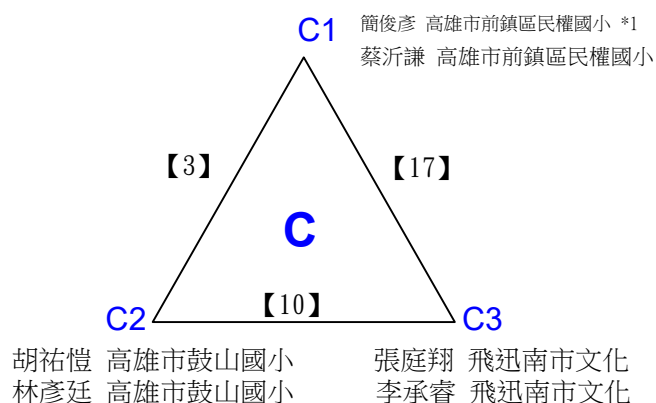 C1
簡俊彥 高雄市前鎮區民權國小 *1
蔡沂謙 高雄市前鎮區民權國小
【3】
【17】
C
【10】
C2
C3
胡祐愷 高雄市鼓山國小
張庭翔 飛迅南市文化
林彥廷 高雄市鼓山國小
李承睿 飛迅南市文化